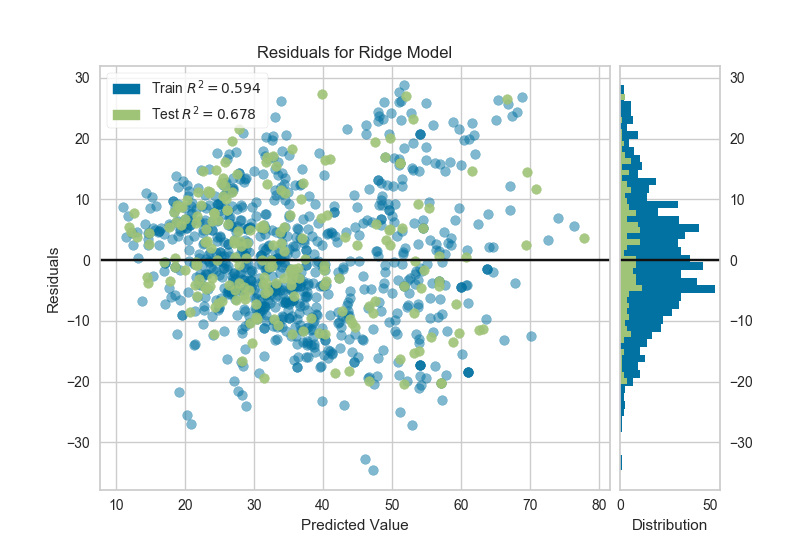 Residuals for Ridge Model
Train R² = 0.594
Test R² = 0.678
Residuals
30
20
10
0
−10
−20
−30
10 20 30 40 50 60 70 80
Predicted Value
30
20
10
0
−10
−20
−30
0 50
Distribution